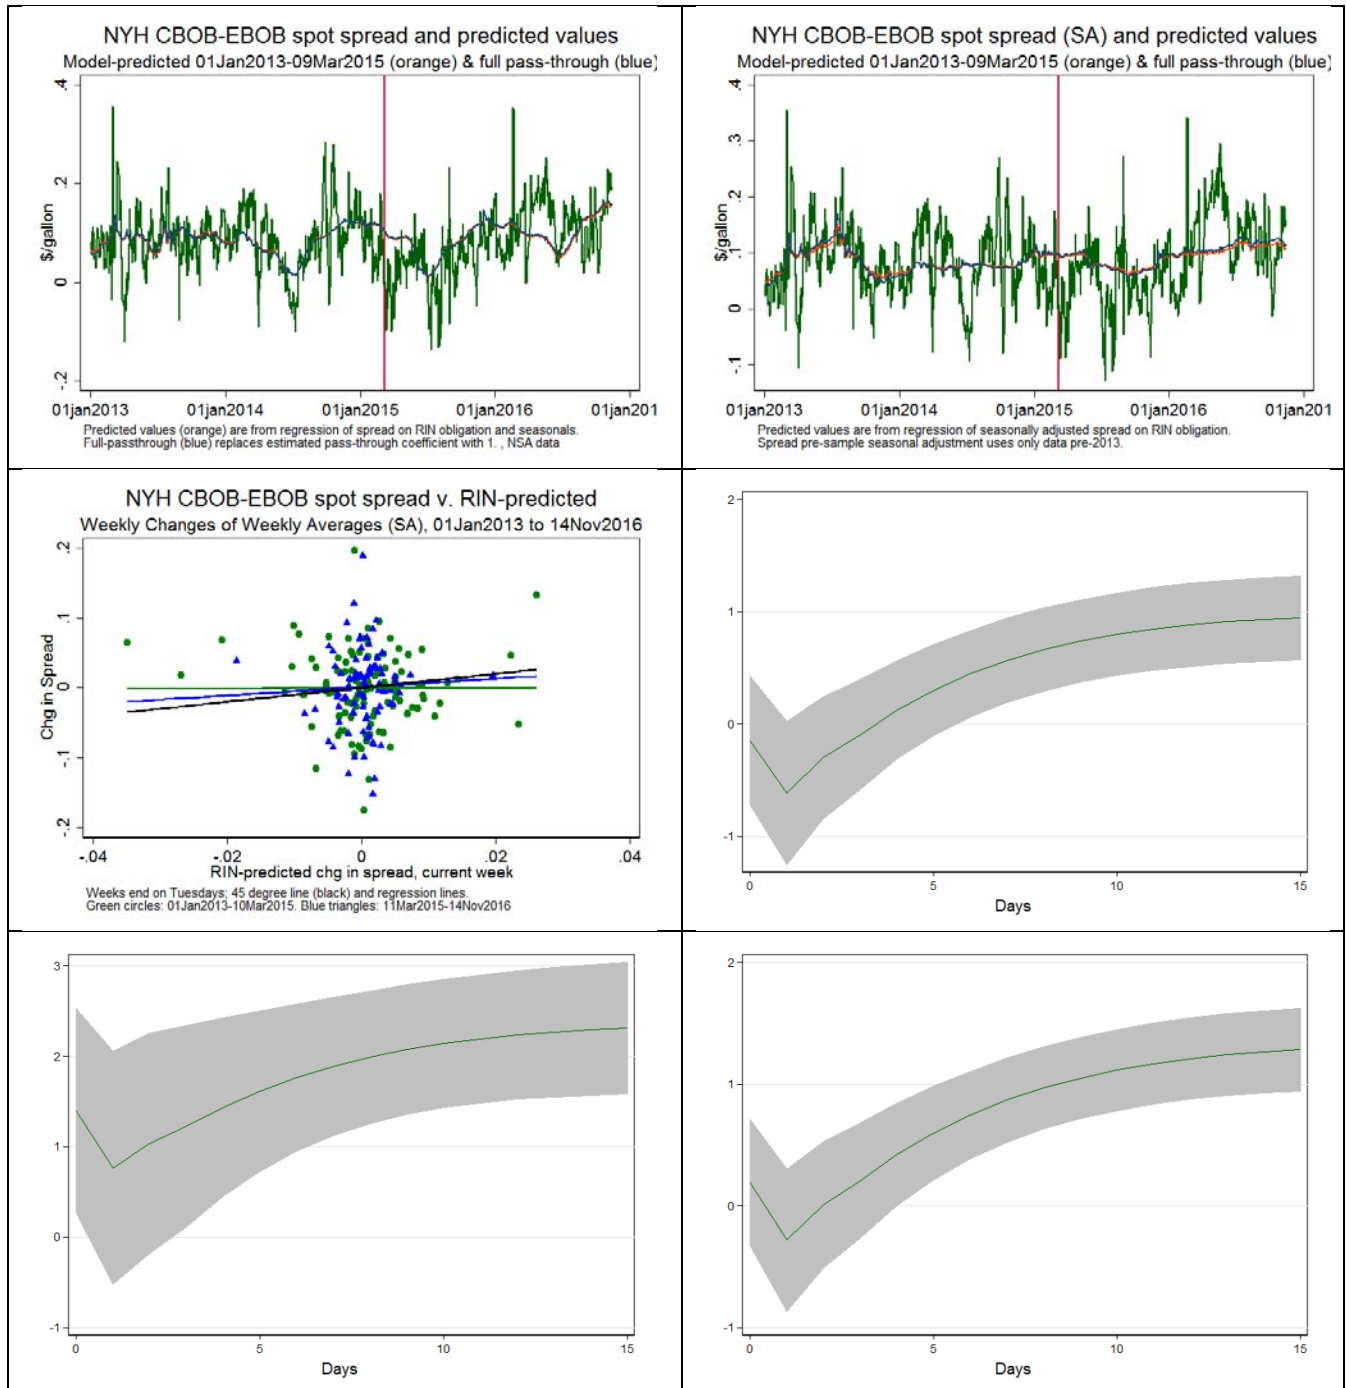 NYH CBOB-EBOB spot spread and predicted values
Model-predicted 01Jan2013-09Mar2015 (orange) & full pass-through (blue)
.4
.2
0
-.2
$/gallon
01jan2013 01jan2014 01jan2015 01jan2016 01jan201
Predicted values (orange) are from regression of spread on RIN obligation and seasonals.
Full-passthrough (blue) replaces estimated pass-through coefficient with 1. , NSA data
NYH CBOB-EBOB spot spread (SA) and predicted values
Model-predicted 01Jan2013-09Mar2015 (orange) & full pass-through (blue)
.4
.3
.2
.1
0
-.1
$/gallon
01jan2013 01jan2014 01jan2015 01jan2016 01jan201
Predicted values are from regression of seasonally adjusted spread on RIN obligation.
Spread pre-sample seasonal adjustment uses only data pre-2013.
NYH CBOB-EBOB spot spread v. RIN-predicted
Weekly Changes of Weekly Averages (SA), 01Jan2013 to 14Nov2016
.2
.1
0
-.1
-.2
Chg in Spread
-.04 -.02 0 .02 .04
RIN-predicted chg in spread, current week
Weeks end on Tuesdays; 45 degree line (black) and regression lines.
Green circles: 01Jan2013-10Mar2015. Blue triangles: 11Mar2015-14Nov2016
2
1
0
-1
0 5 10 15
Days
3
2
1
0
-1
0 5 10 15
Days
2
1
0
-1
0 5 10 15
Days